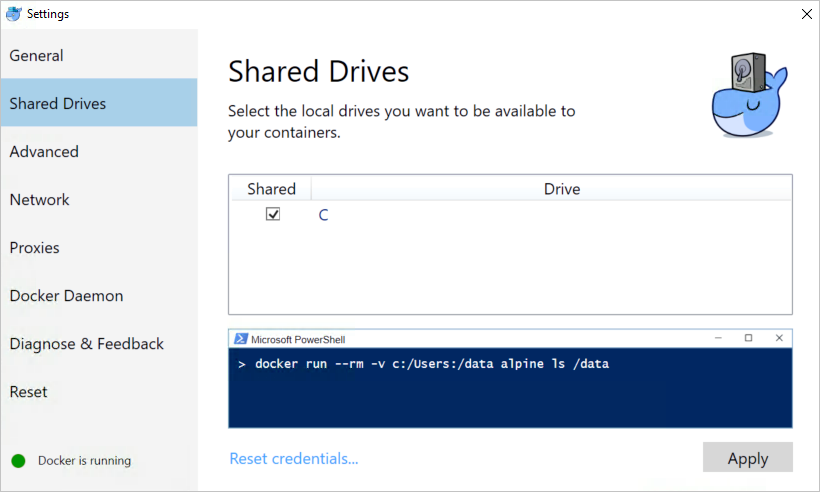 Settings
General
Shared Drives
Advanced
Network
Proxies
Docker Daemon
Diagnose & Feedback
Reset
Docker is running
Shared Drives
Select the local drives you want to be available to
your containers.
Shared Drive
C
Microsoft PowerShell
> docker run --rm -v c:/Users:/data alpine ls /data
Reset credentials...
Apply